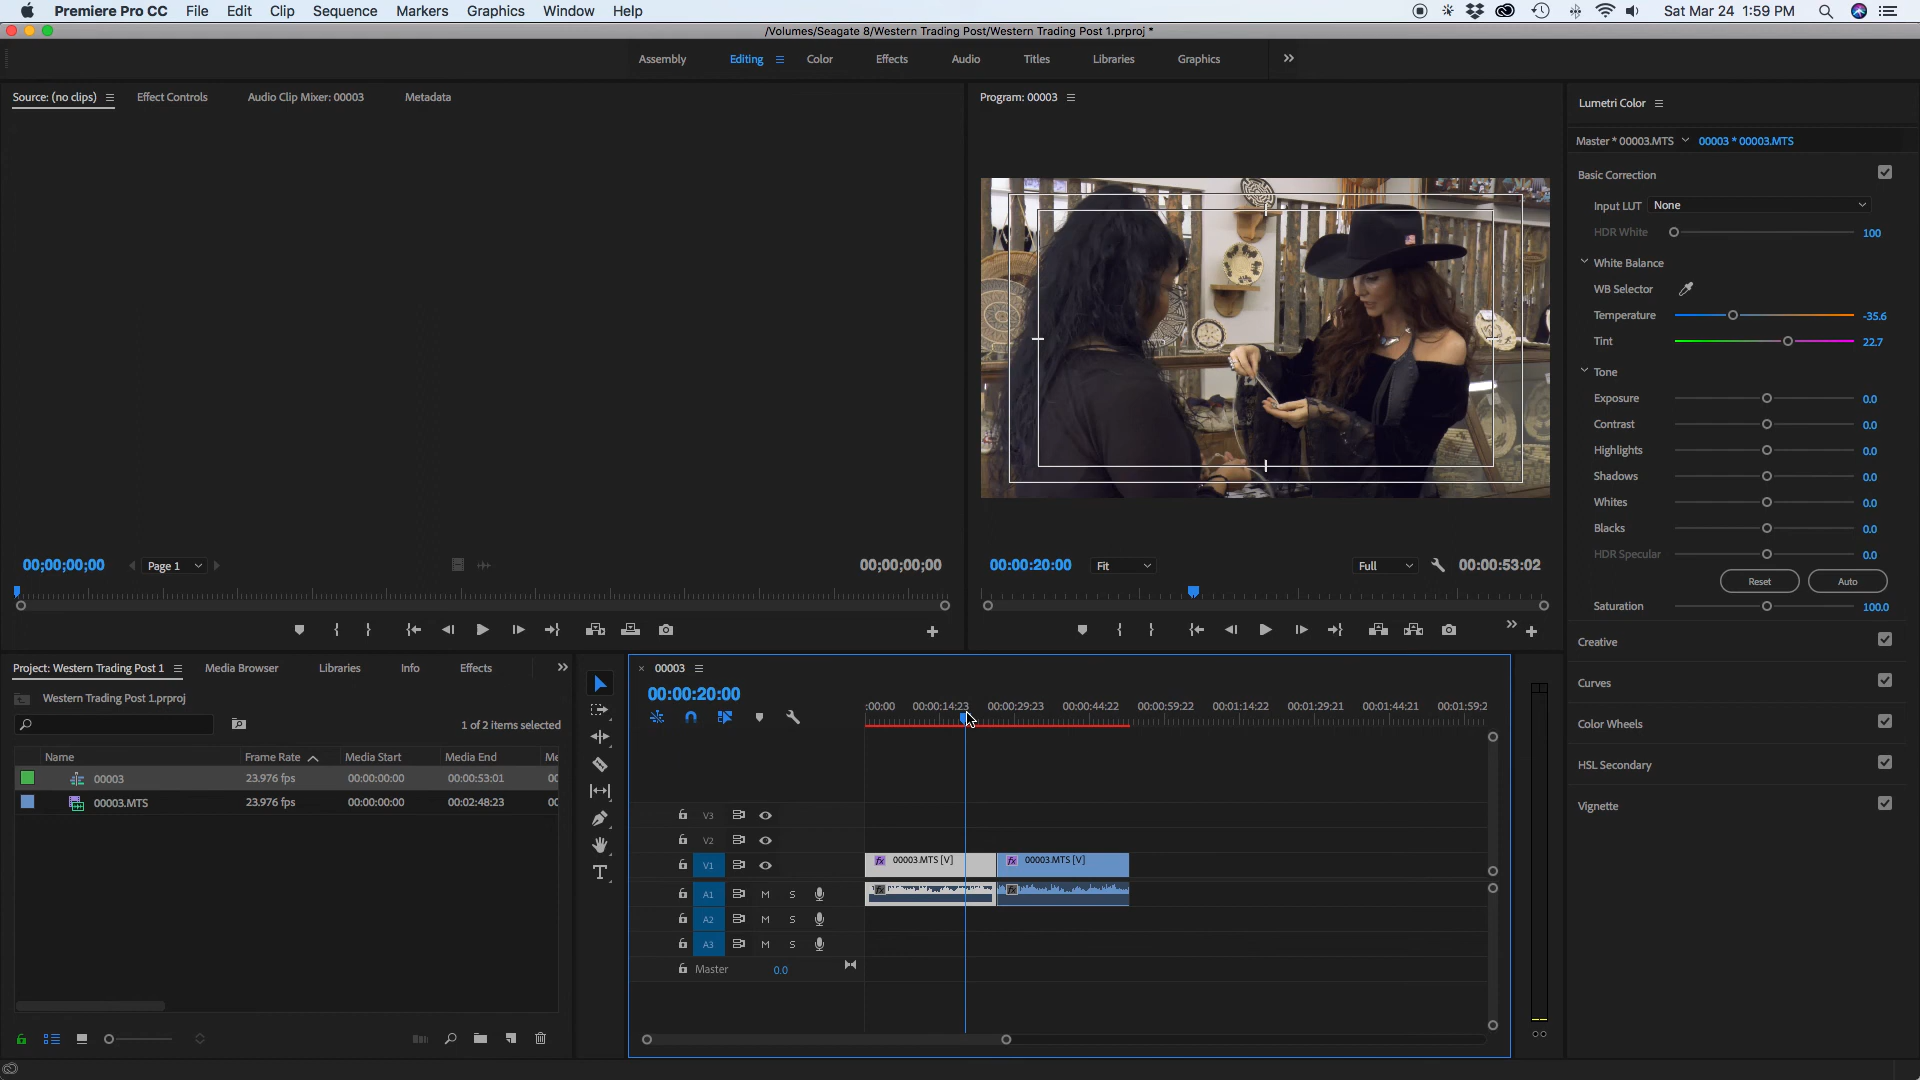 Premiere Pro CC File Edit Clip Sequence Markers Graphics Window Help Sat Mar 24 1:59 PM
/Volumes/Seagate 8/Western Trading Post/Western Trading Post 1.prproj *
Assembly Editing Color Effects Audio Titles Libraries Graphics
Source: (no clips) Effect Controls Audio Clip Mixer: 00003 Metadata
Program: 00003
Lumetri Color
Master * 00003.MTS 00003 * 00003.MTS
Basic Correction
Input LUT None
HDR White 100
White Balance
WB Selector
Temperature -35.6
Tint 22.7
Tone
Exposure 0.0
Contrast 0.0
Highlights 0.0
Shadows 0.0
Whites 0.0
Blacks 0.0
HDR Specular 0.0
Reset Auto
Saturation 100.0
Creative
Curves
Color Wheels
HSL Secondary
Vignette
00;00;00;00 Page 1 00;00;00;00
00:00:20:00 Fit Full 00:00:53:02
Project: Western Trading Post 1 Media Browser Libraries Info Effects
Western Trading Post 1.prproj
1 of 2 items selected
Name Frame Rate Media Start Media End Me
00003 23.976 fps 00:00:00:00 00:00:53:01 00
00003.MTS 23.976 fps 00:00:00:00 00:02:48:23 00
× 00003
00:00:20:00
:00:00 00:00:14:23 00:00:29:23 00:00:44:22 00:00:59:22 00:01:14:22 00:01:29:21 00:01:44:21 00:01:59:2
V3
V2
V1 fx 00003.MTS [V] fx 00003.MTS [V]
A1 M S fx fx
A2 M S
A3 M S
Master 0.0